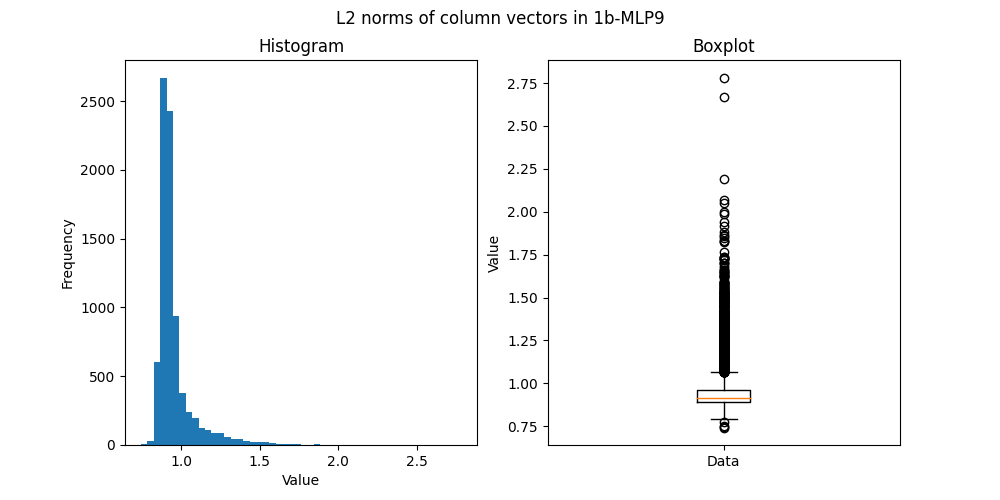 L2 norms of column vectors in 1b-MLP9
Histogram
Frequency
2500
2000
1500
1000
500
0
1.0 1.5 2.0 2.5
Value
Boxplot
Value
2.75
2.50
2.25
2.00
1.75
1.50
1.25
1.00
0.75
Data